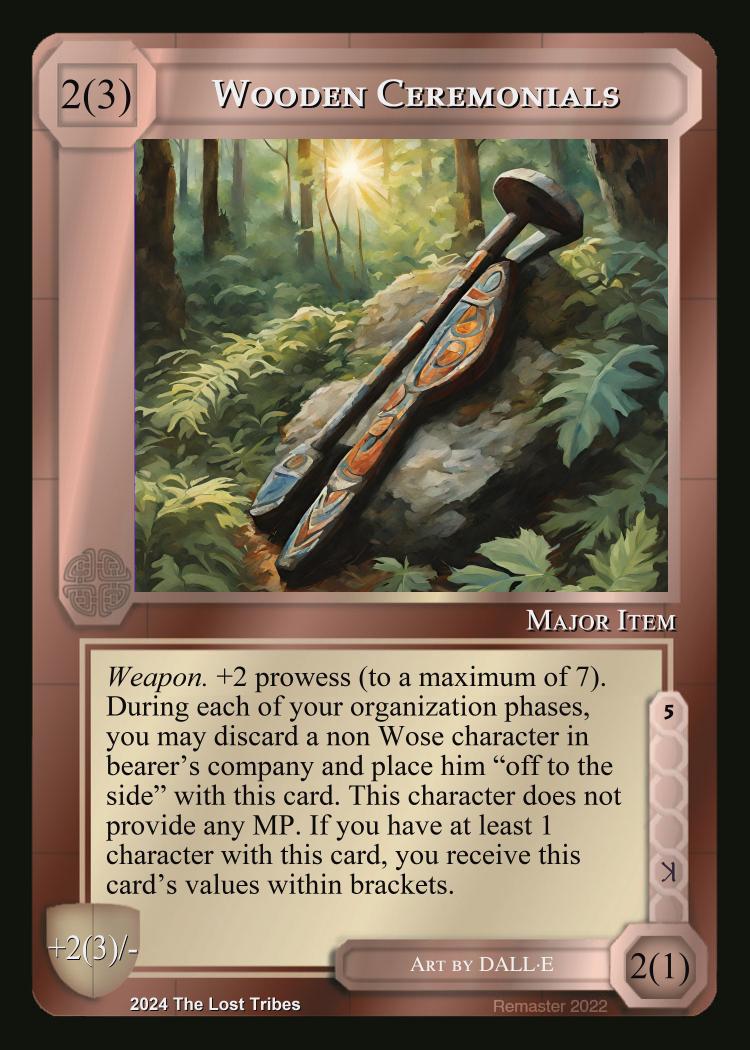 2(3)
Wooden Ceremonials
Major Item
Weapon. +2 prowess (to a maximum of 7).
During each of your organization phases,
you may discard a non Wose character in
bearer's company and place him “off to the
side” with this card. This character does not
provide any MP. If you have at least 1
character with this card, you receive this
card's values within brackets.
5
+2(3)/-
Art by DALL·E
2(1)
2024 The Lost Tribes
Remaster 2022